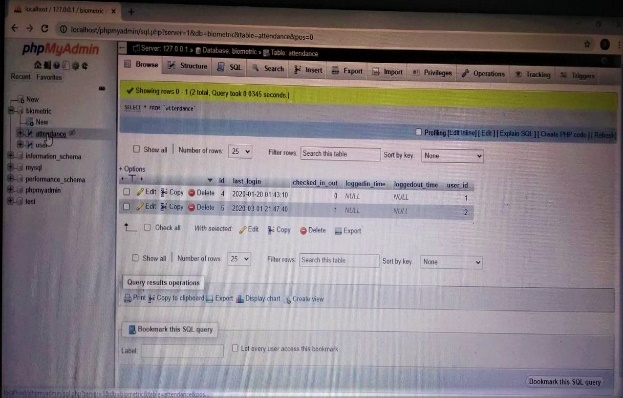 localhost / 127.0.0.1 / biometric
localhost/phpmyadmin/sql.php?server=1&db=biometric&table=attendance&pos=0
phpMyAdmin
Recent Favorites
New
biometric
New
attendance
information_schema
mysql
performance_schema
phpmyadmin
test
Server: 127.0.0.1 » Database: biometric » Table: attendance
Browse Structure SQL Search Insert Export Import Privileges Operations Tracking Triggers
Showing rows 0 - 1 (2 total, Query took 0.0345 seconds.)
SELECT * FROM `attendance`
Profiling [Edit inline] [ Edit ] [ Explain SQL ] [ Create PHP code ] [ Refresh]
Show all Number of rows: 25 Filter rows: Search this table Sort by key: None
+ Options
id last_login checked_in_out loggedin_time loggedout_time user_id
Edit Copy Delete 4 2020-01-20 01:43:10 0 NULL NULL 1
Edit Copy Delete 5 2020-03-01 21:47:40 1 NULL NULL 2
Check all With selected: Edit Copy Delete Export
Show all Number of rows: 25 Filter rows: Search this table Sort by key: None
Query results operations
Print Copy to clipboard Export Display chart Create view
Bookmark this SQL query
Label: Let every user access this bookmark
Bookmark this SQL query